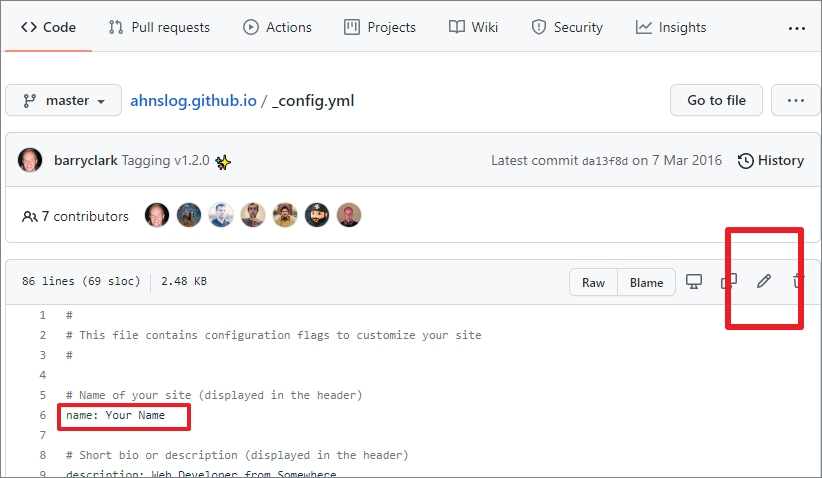 Code Pull requests Actions Projects Wiki Security Insights
master ahnslog.github.io / _config.yml Go to file
barryclark Tagging v1.2.0 Latest commit da13f8d on 7 Mar 2016 History
7 contributors
86 lines (69 sloc) 2.48 KB Raw Blame
1 #
2 # This file contains configuration flags to customize your site
3 #
4
5 # Name of your site (displayed in the header)
6 name: Your Name
7
8 # Short bio or description (displayed in the header)
9 description: Web Developer from Somewhere